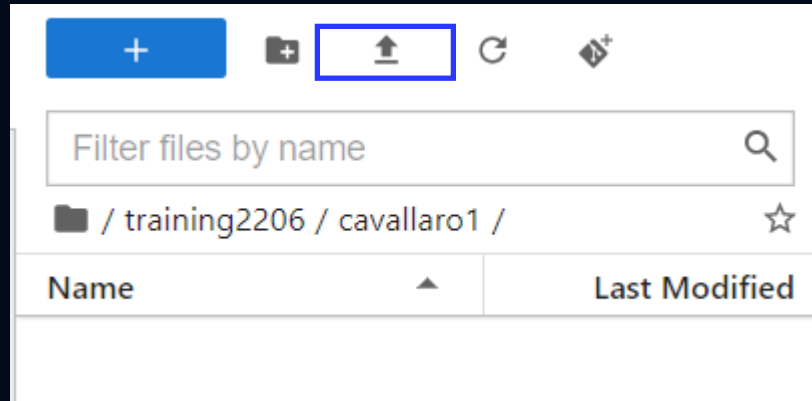 Filter files by name
/ training2206 / cavallaro1 /
Name Last Modified